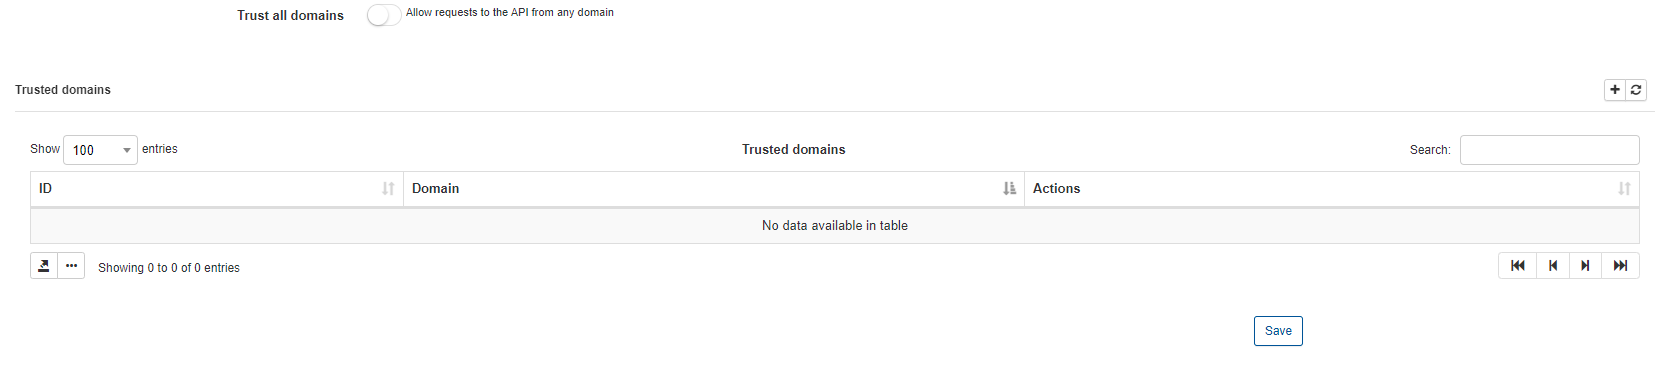 Trust all domains Allow requests to the API from any domain
Trusted domains
Show 100 entries Trusted domains Search:
ID Domain Actions
No data available in table
Showing 0 to 0 of 0 entries
Save